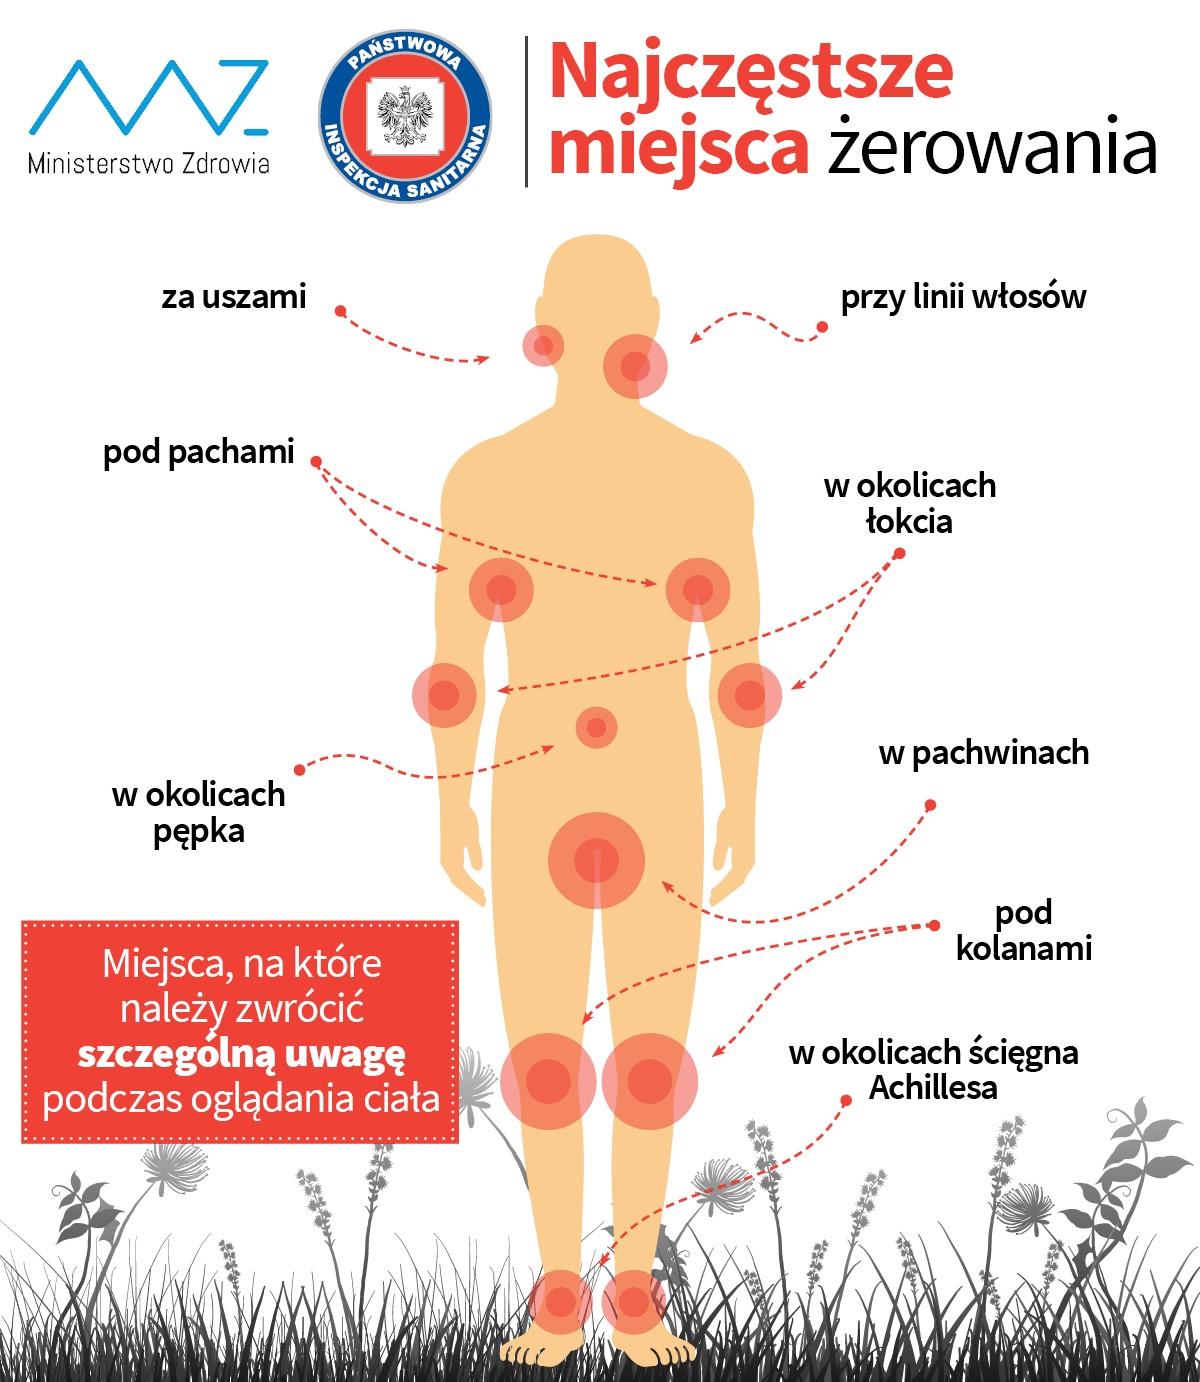 Ministerstwo Zdrowia
PAŃSTWOWA
INSPEKCJA SANITARNA
Najczęstsze
miejsca żerowania
za uszami
przy linii włosów
pod pachami
w okolicach
łokcia
w okolicach
pępka
w pachwinach
pod
kolanami
Miejsca, na które
należy zwrócić
szczególną uwagę
podczas oglądania ciała
w okolicach ścięgna
Achillesa